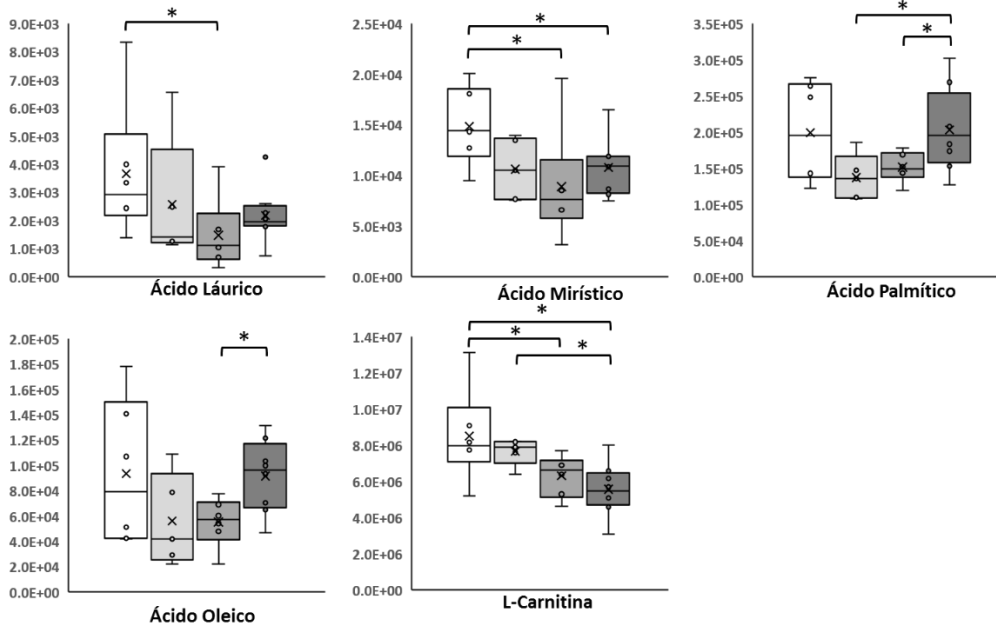 *
9.0E+03
8.0E+03
7.0E+03
6.0E+03
5.0E+03
4.0E+03
3.0E+03
2.0E+03
1.0E+03
0.0E+00
Ácido Láurico
*
*
2.5E+04
2.0E+04
1.5E+04
1.0E+04
5.0E+03
0.0E+00
Ácido Mirístico
*
*
3.5E+05
3.0E+05
2.5E+05
2.0E+05
1.5E+05
1.0E+05
5.0E+04
0.0E+00
Ácido Palmítico
*
2.0E+05
1.8E+05
1.6E+05
1.4E+05
1.2E+05
1.0E+05
8.0E+04
6.0E+04
4.0E+04
2.0E+04
0.0E+00
Ácido Oleico
*
*
*
1.4E+07
1.2E+07
1.0E+07
8.0E+06
6.0E+06
4.0E+06
2.0E+06
0.0E+00
L-Carnitina